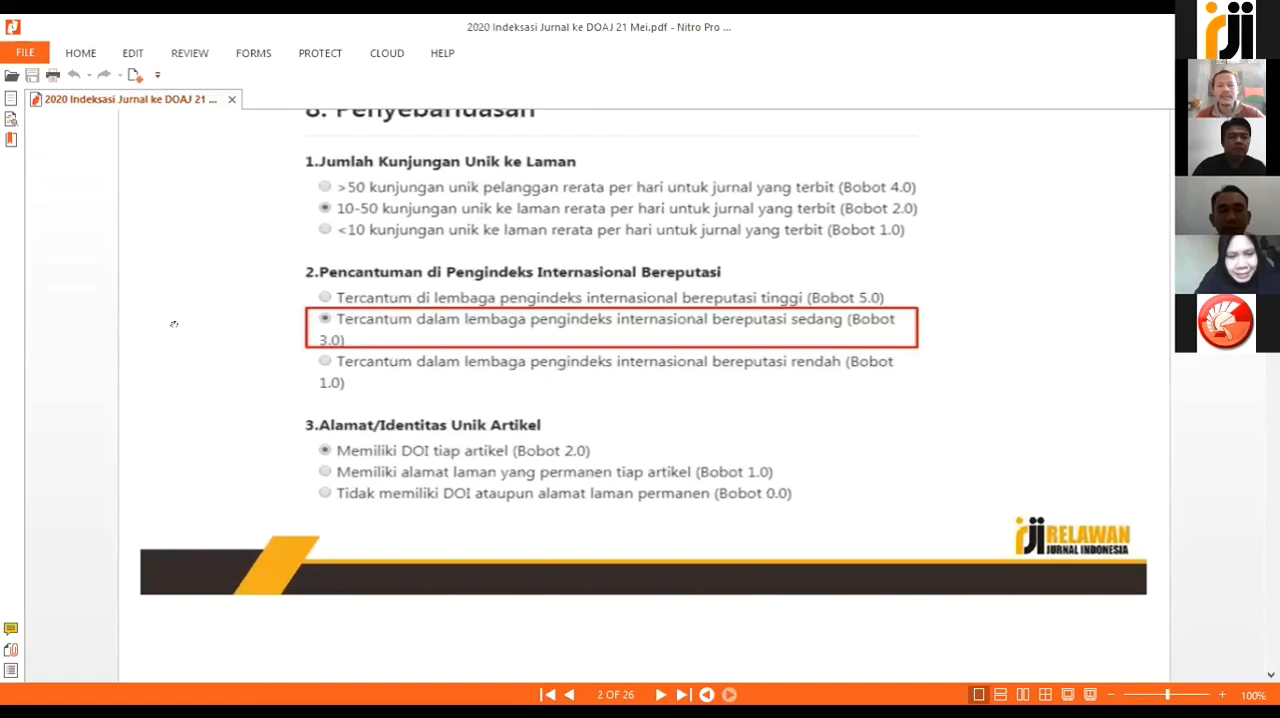 2020 Indeksasi Jurnal ke DOAJ 21 Mei.pdf - Nitro Pro ...
FILE HOME EDIT REVIEW FORMS PROTECT CLOUD HELP
2020 Indeksasi Jurnal ke DOAJ 21 ...
8. Penyebarluasan
1.Jumlah Kunjungan Unik ke Laman
>50 kunjungan unik pelanggan rerata per hari untuk jurnal yang terbit (Bobot 4.0)
10-50 kunjungan unik ke laman rerata per hari untuk jurnal yang terbit (Bobot 2.0)
<10 kunjungan unik ke laman rerata per hari untuk jurnal yang terbit (Bobot 1.0)
2.Pencantuman di Pengindeks Internasional Bereputasi
Tercantum di lembaga pengindeks internasional bereputasi tinggi (Bobot 5.0)
Tercantum dalam lembaga pengindeks internasional bereputasi sedang (Bobot
3.0)
Tercantum dalam lembaga pengindeks internasional bereputasi rendah (Bobot
1.0)
3.Alamat/Identitas Unik Artikel
Memiliki DOI tiap artikel (Bobot 2.0)
Memiliki alamat laman yang permanen tiap artikel (Bobot 1.0)
Tidak memiliki DOI ataupun alamat laman permanen (Bobot 0.0)
rji RELAWAN
JURNAL INDONESIA
2 OF 26
100%
rji